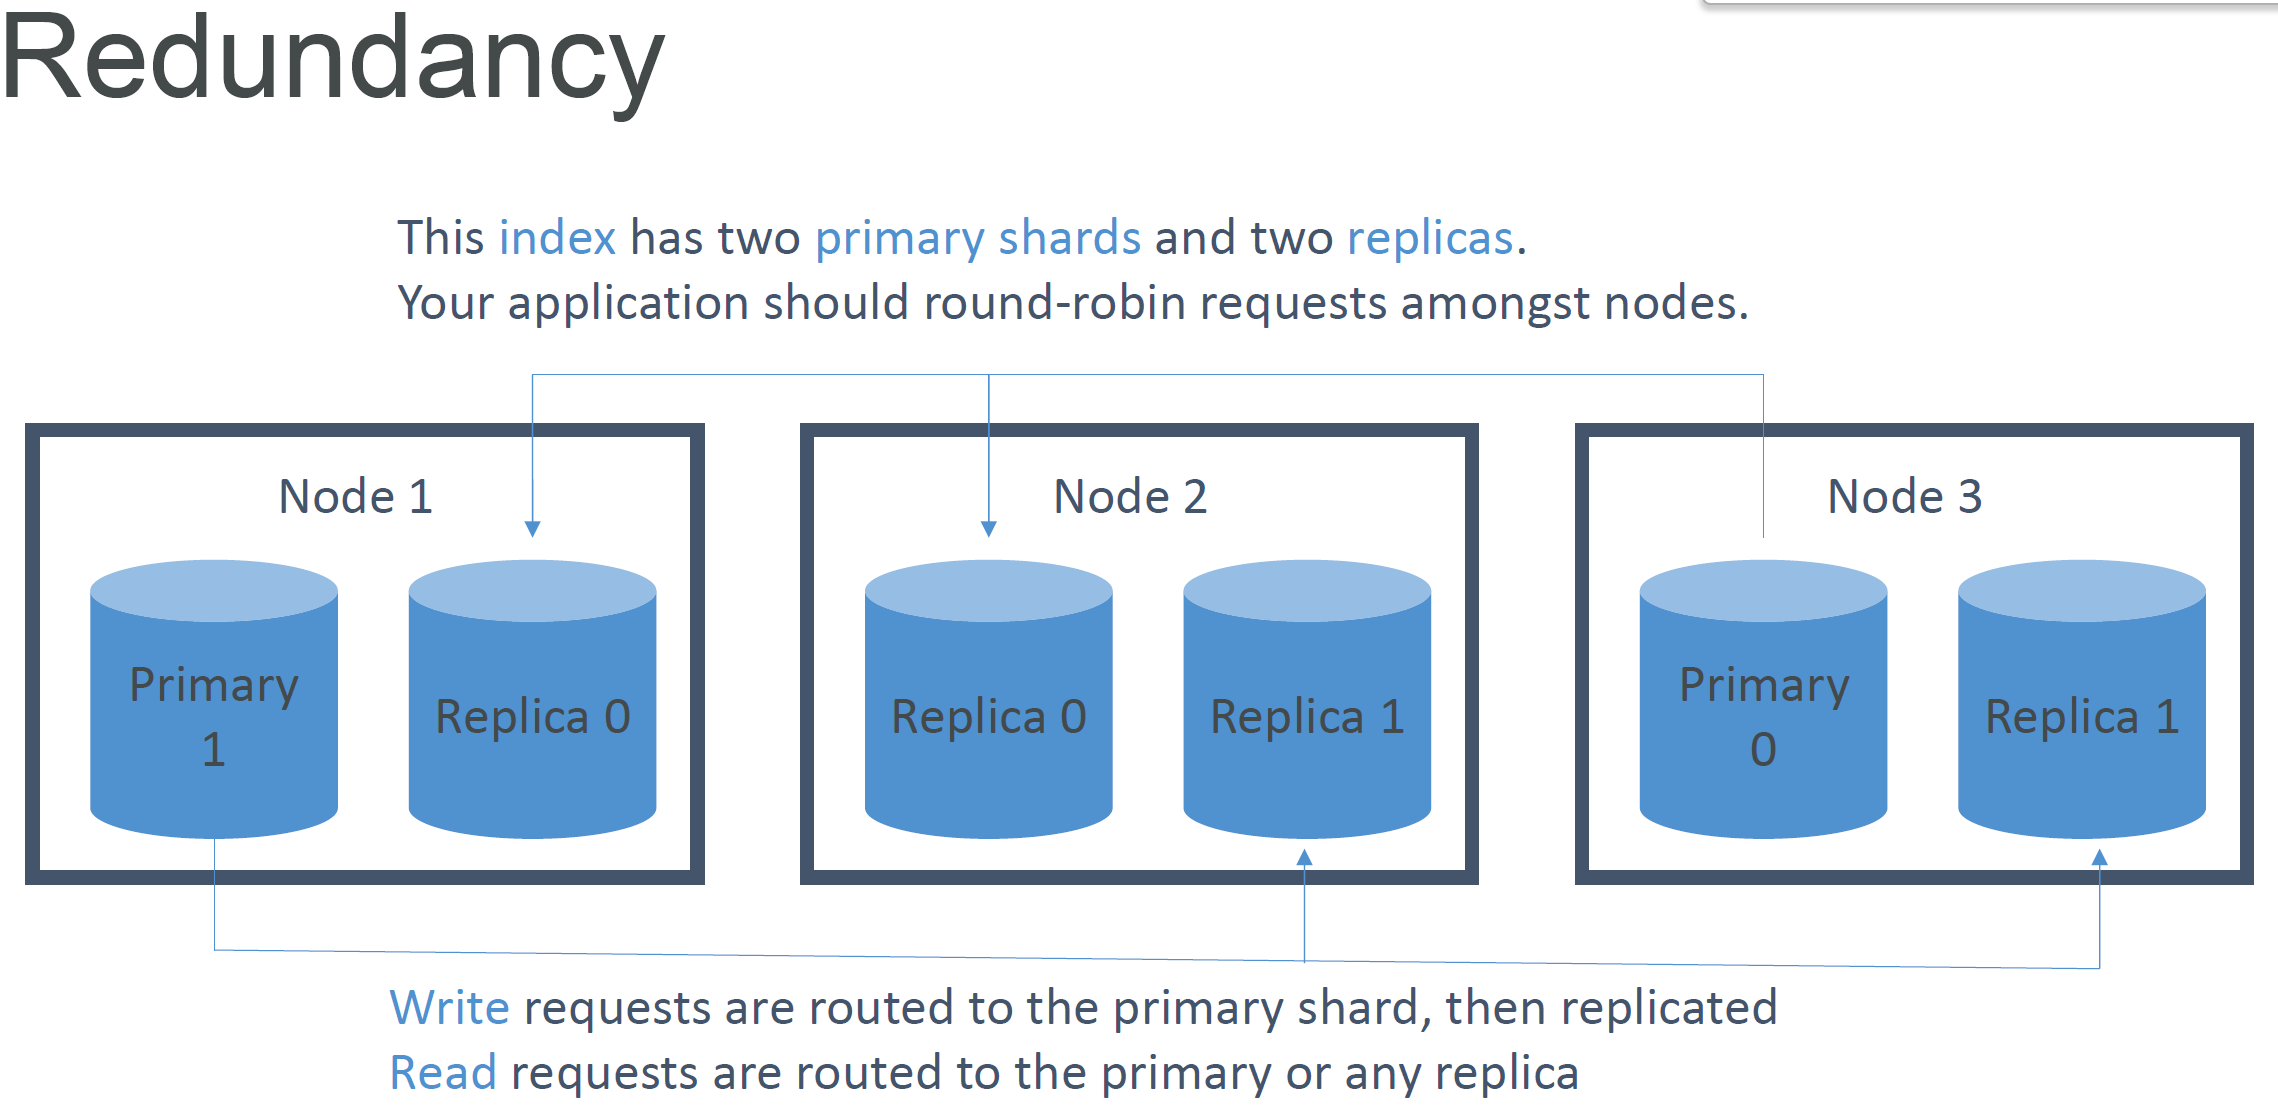 Redundancy
This index has two primary shards and two replicas.
Your application should round-robin requests amongst nodes.
Node 1
Primary
1
Replica 0
Node 2
Replica 0
Replica 1
Node 3
Primary
0
Replica 1
Write requests are routed to the primary shard, then replicated
Read requests are routed to the primary or any replica